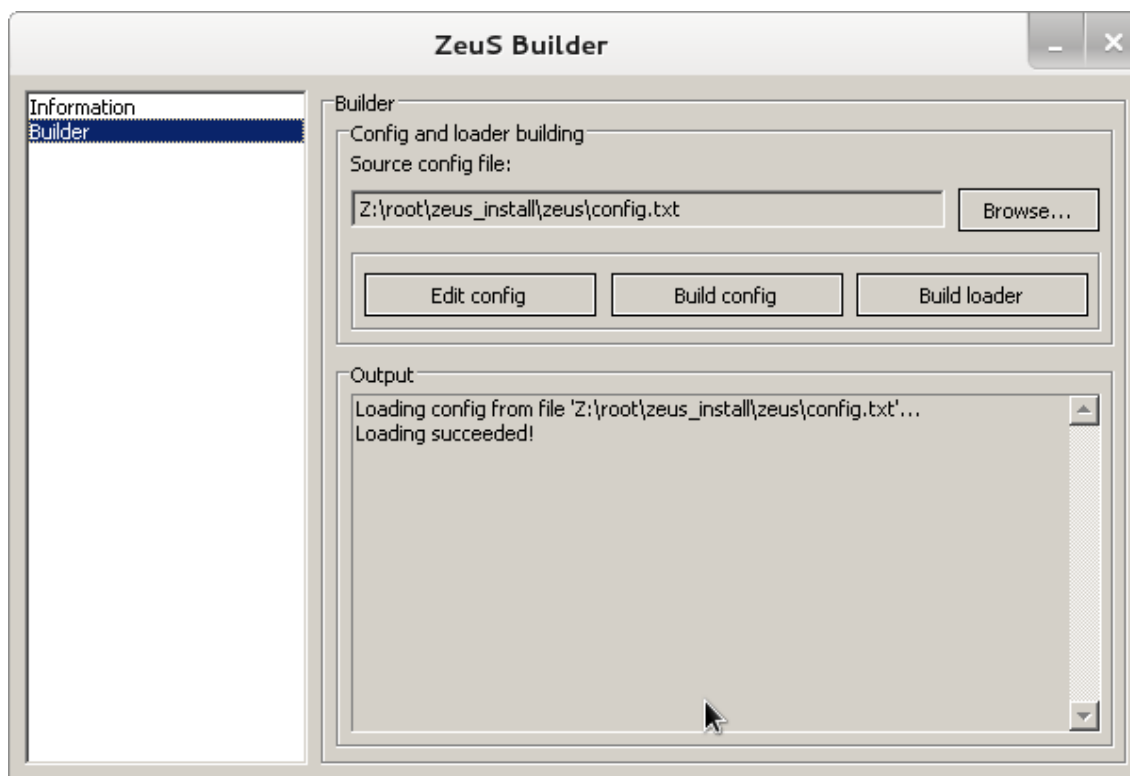 ZeuS Builder
Information
Builder
Builder
Config and loader building
Source config file:
Z:\root\zeus_install\zeus\config.txt
Browse...
Edit config
Build config
Build loader
Output
Loading config from file 'Z:\root\zeus_install\zeus\config.txt'...
Loading succeeded!